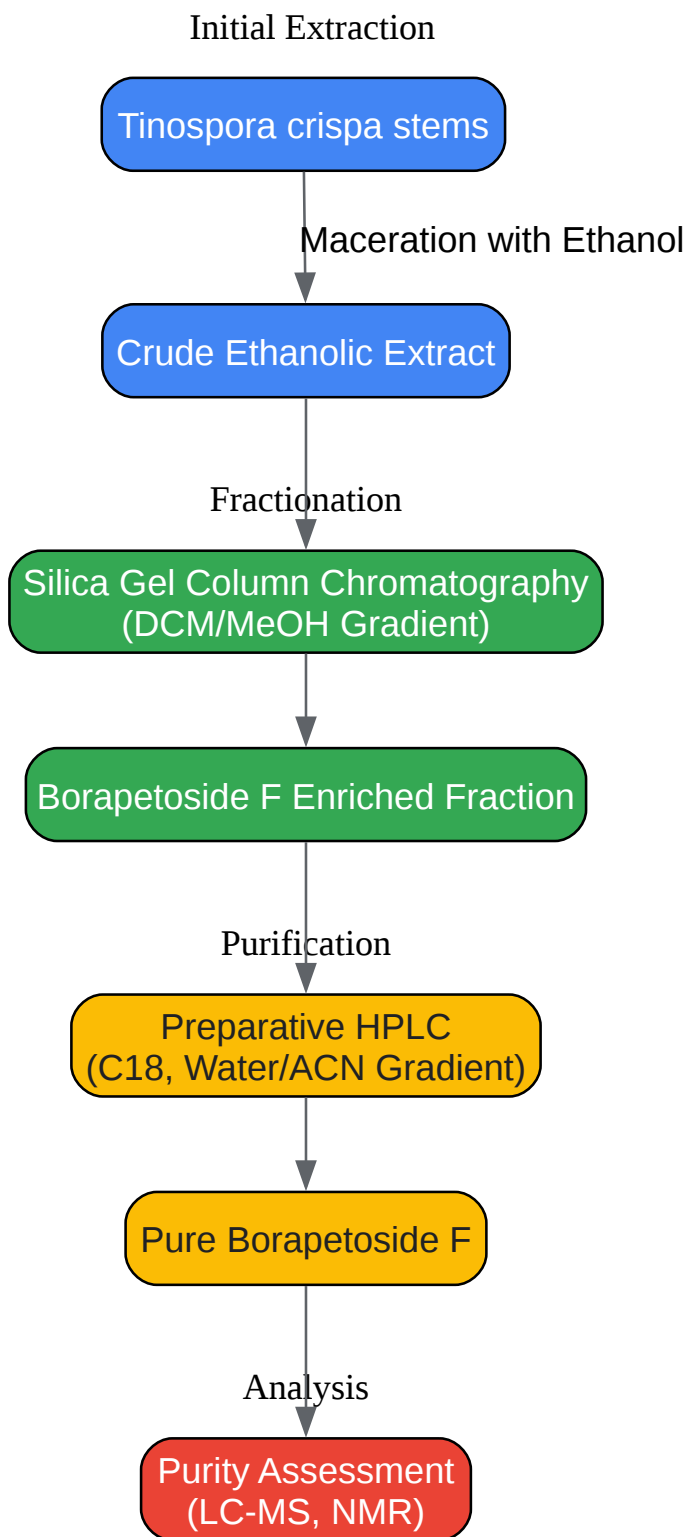 Initial Extraction
Tinospora crispa stems
Maceration with Ethanol
Crude Ethanolic Extract
Fractionation
Silica Gel Column Chromatography
(DCM/MeOH Gradient)
Borapetoside F Enriched Fraction
Purification
Preparative HPLC
(C18, Water/ACN Gradient)
Pure Borapetoside F
Analysis
Purity Assessment
(LC-MS, NMR)